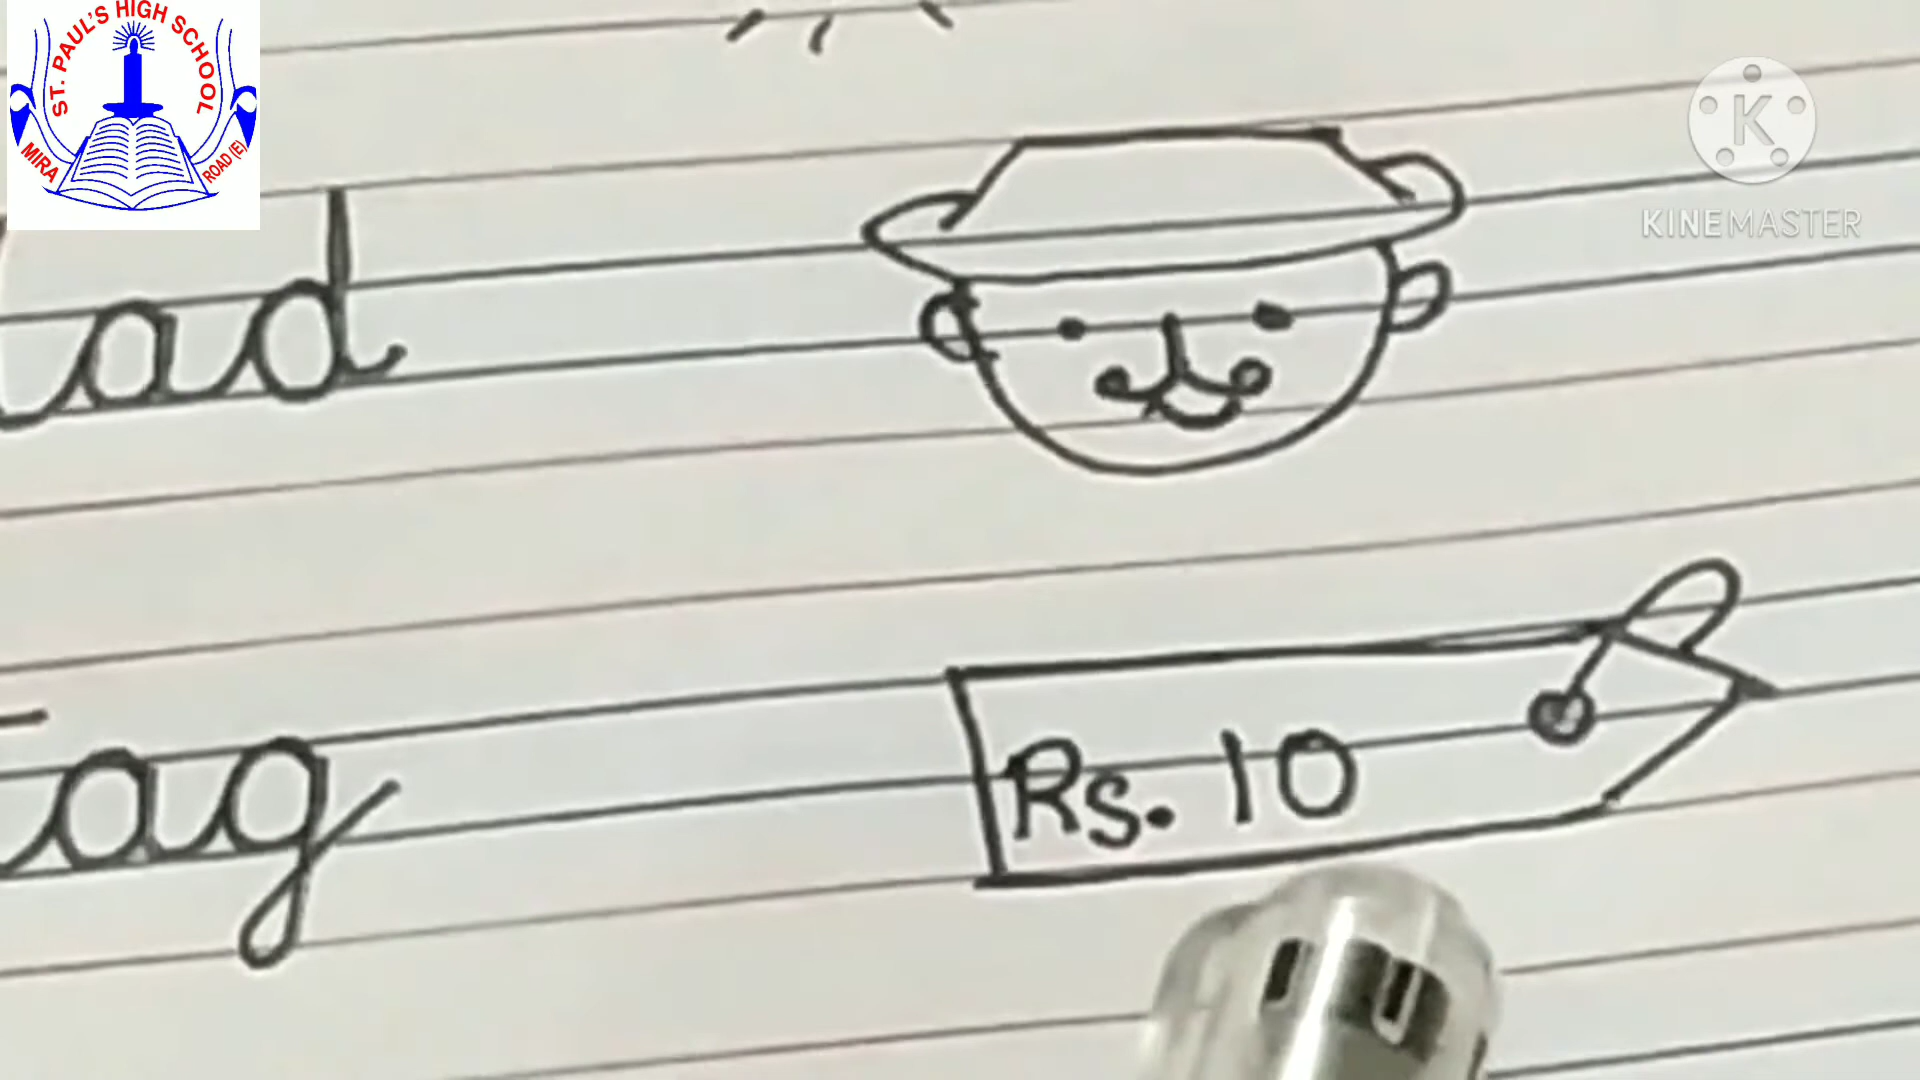 ST. PAUL'S HIGH SCHOOL
MIRA ROAD (E)
K
KINEMASTER
ad
ag
Rs. 10